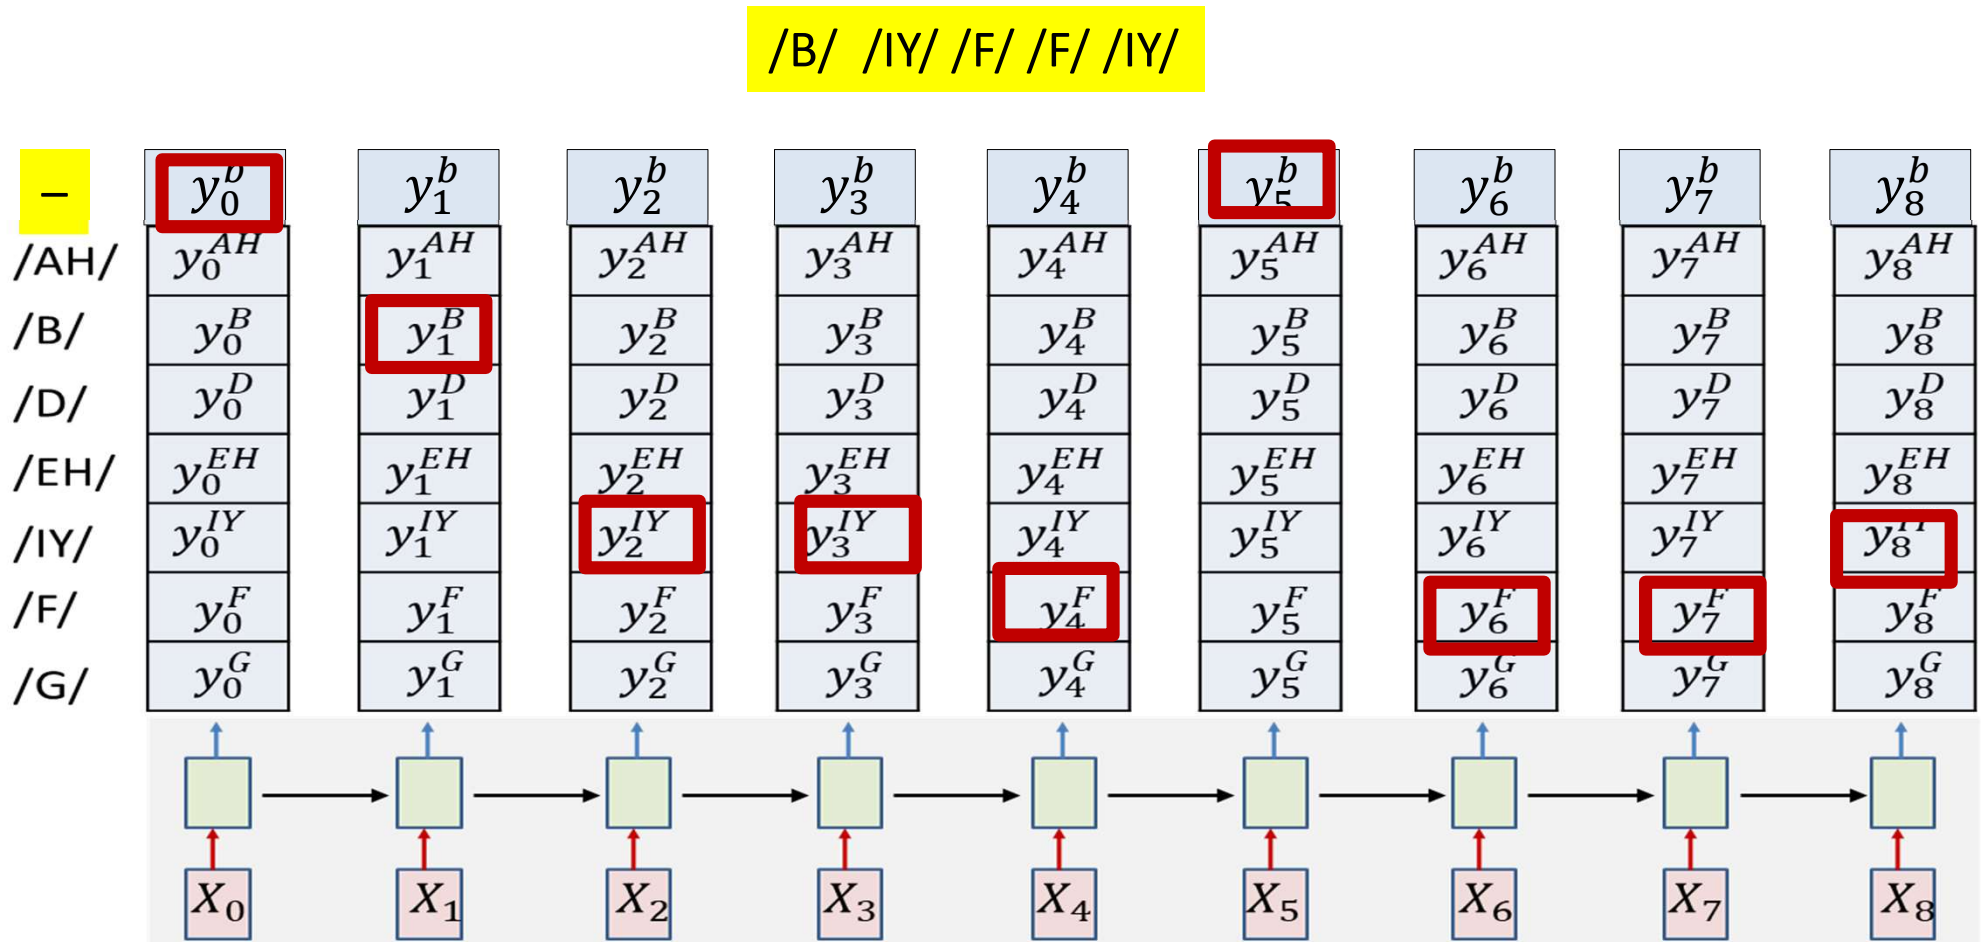 /B/ /IY/ /F/ /F/ /IY/
– y_0^b y_1^b y_2^b y_3^b y_4^b y_5^b y_6^b y_7^b y_8^b
/AH/ y_0^{AH} y_1^{AH} y_2^{AH} y_3^{AH} y_4^{AH} y_5^{AH} y_6^{AH} y_7^{AH} y_8^{AH}
/B/ y_0^B y_1^B y_2^B y_3^B y_4^B y_5^B y_6^B y_7^B y_8^B
/D/ y_0^D y_1^D y_2^D y_3^D y_4^D y_5^D y_6^D y_7^D y_8^D
/EH/ y_0^{EH} y_1^{EH} y_2^{EH} y_3^{EH} y_4^{EH} y_5^{EH} y_6^{EH} y_7^{EH} y_8^{EH}
/IY/ y_0^{IY} y_1^{IY} y_2^{IY} y_3^{IY} y_4^{IY} y_5^{IY} y_6^{IY} y_7^{IY} y_8^{IY}
/F/ y_0^F y_1^F y_2^F y_3^F y_4^F y_5^F y_6^F y_7^F y_8^F
/G/ y_0^G y_1^G y_2^G y_3^G y_4^G y_5^G y_6^G y_7^G y_8^G
X_0 X_1 X_2 X_3 X_4 X_5 X_6 X_7 X_8